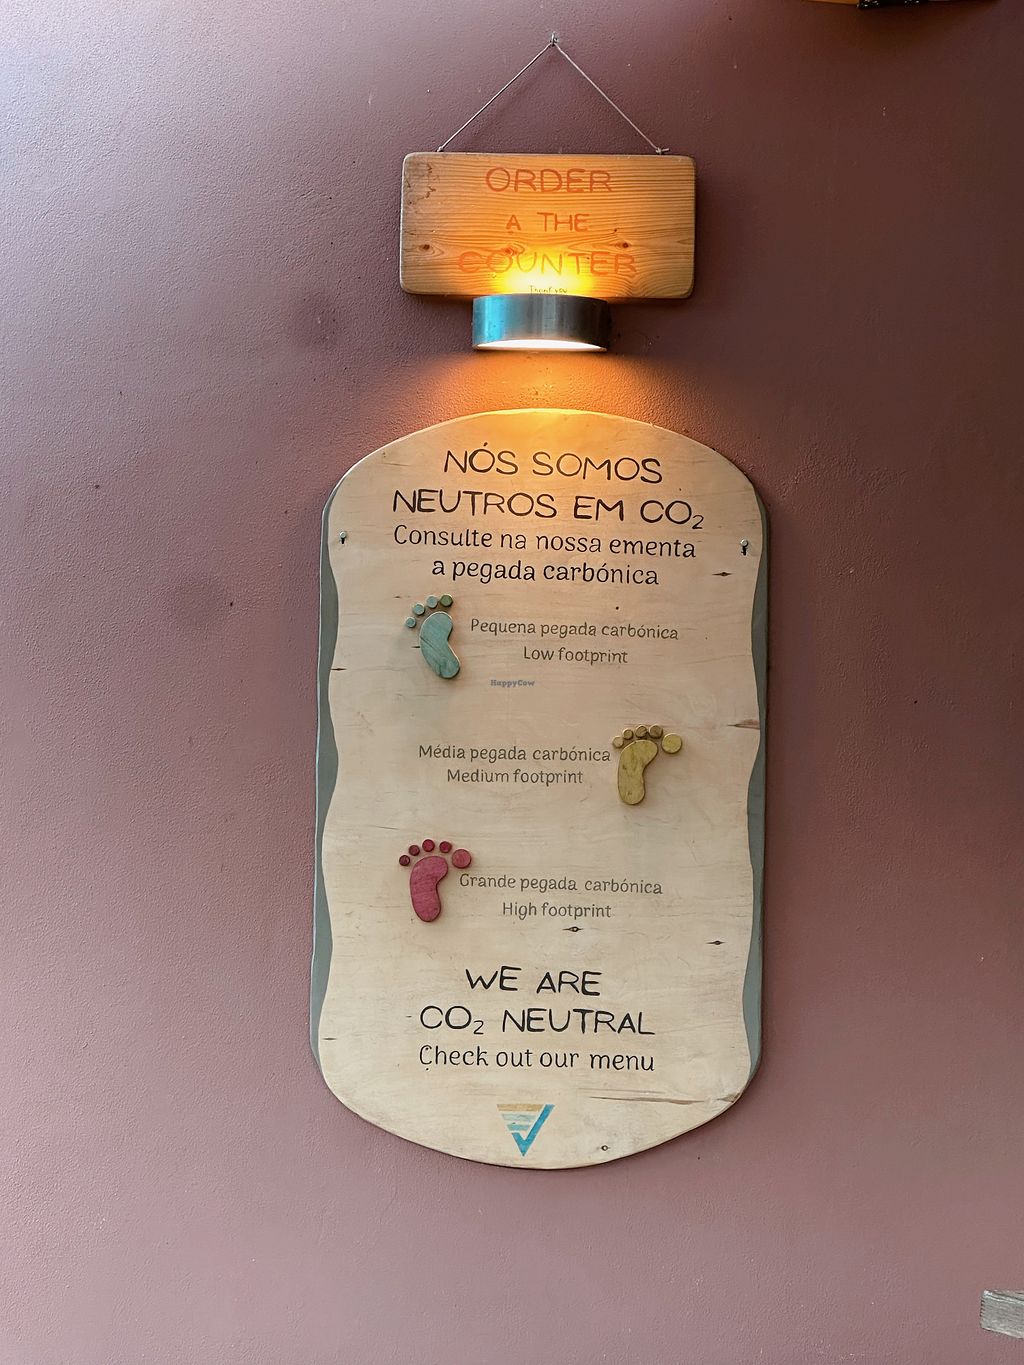 ORDER
A THE
COUNTER
Thank you
NÓS SOMOS
NEUTROS EM CO₂
Consulte na nossa ementa
a pegada carbónica
Pequena pegada carbónica
Low footprint
HappyCow
Média pegada carbónica
Medium footprint
Grande pegada carbónica
High footprint
WE ARE
CO₂ NEUTRAL
Check out our menu